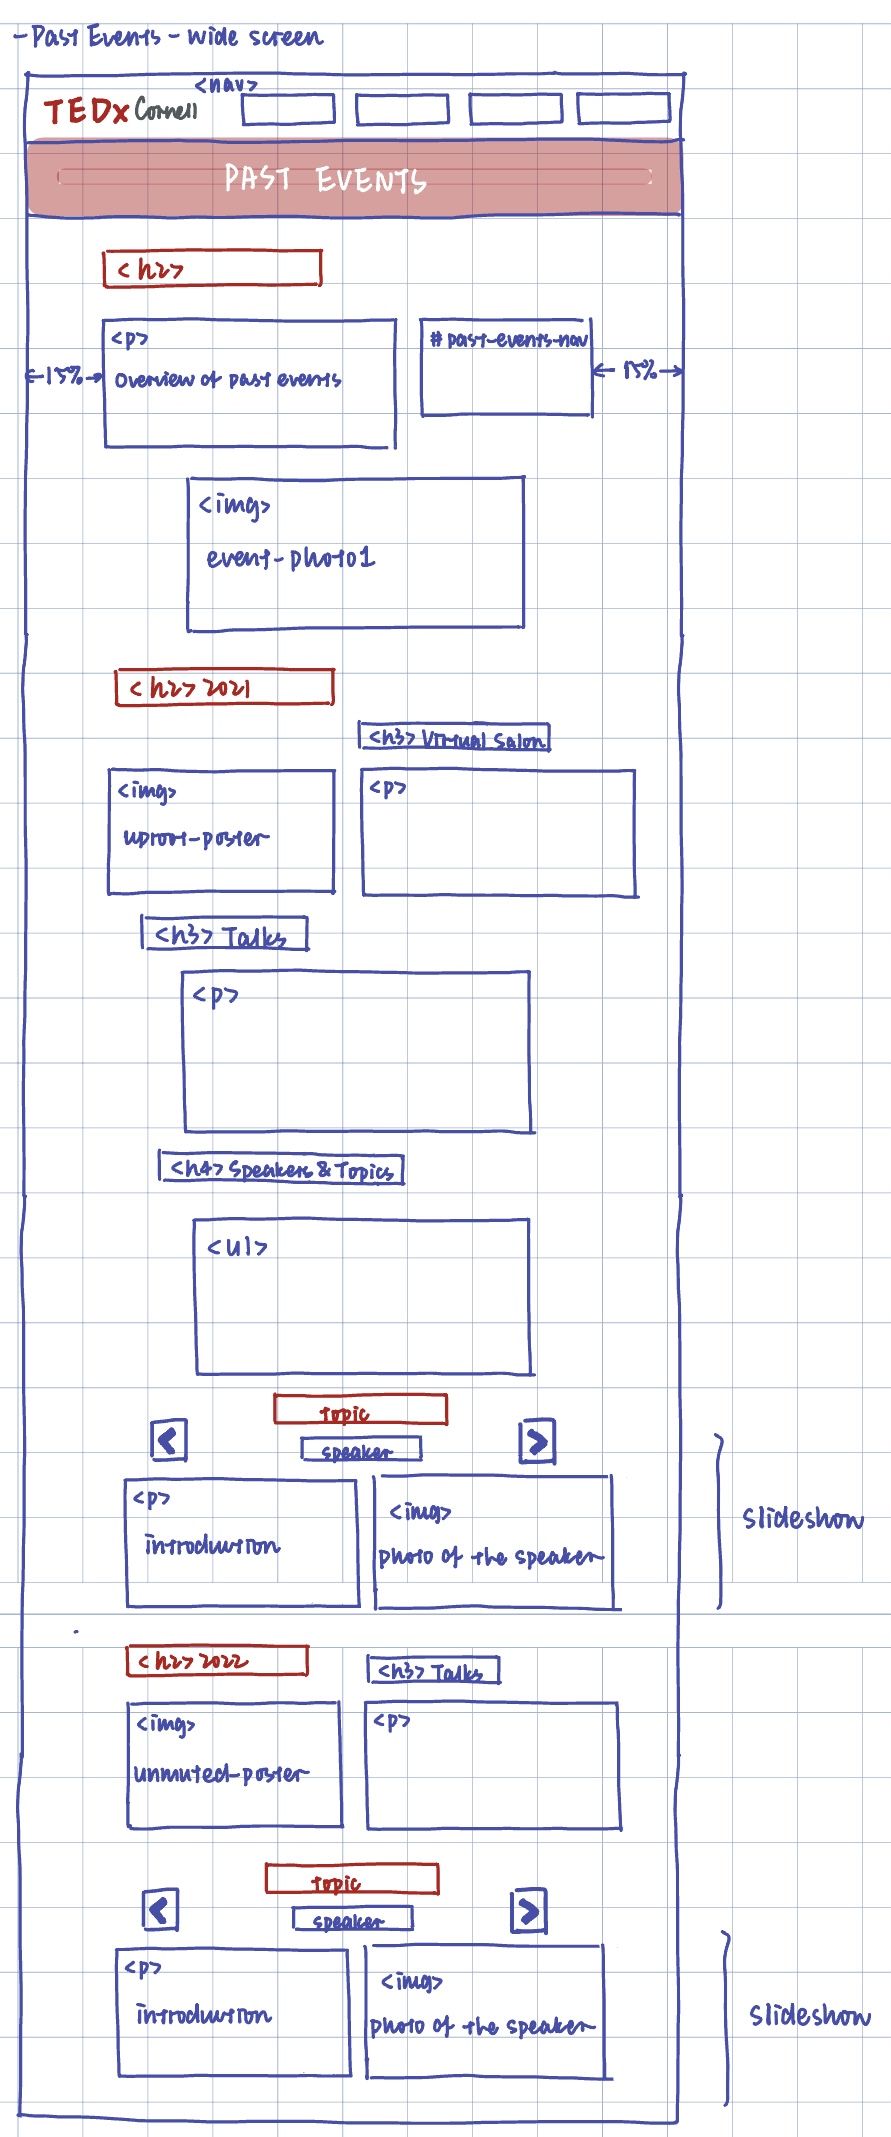 -Past Events - wide screen
<nav>
TEDx Cornell
PAST EVENTS
<h2>
<p>
# past-events-nav
←15%→
overview of past events
← 15% →
<img>
event-photo1
<h2> 2021
<h3> Virtual Salon
<img>
<p>
uproot-poster
<h3> Talks
<p>
<h4> Speakers & Topics
<ul>
topic
<
speaker
>
<p>
<img>
introduction
photo of the speaker
slideshow
<h2> 2022
<h3> Talks
<img>
<p>
unmuted-poster
topic
<
speaker
>
<p>
<img>
introduction
photo of the speaker
slideshow